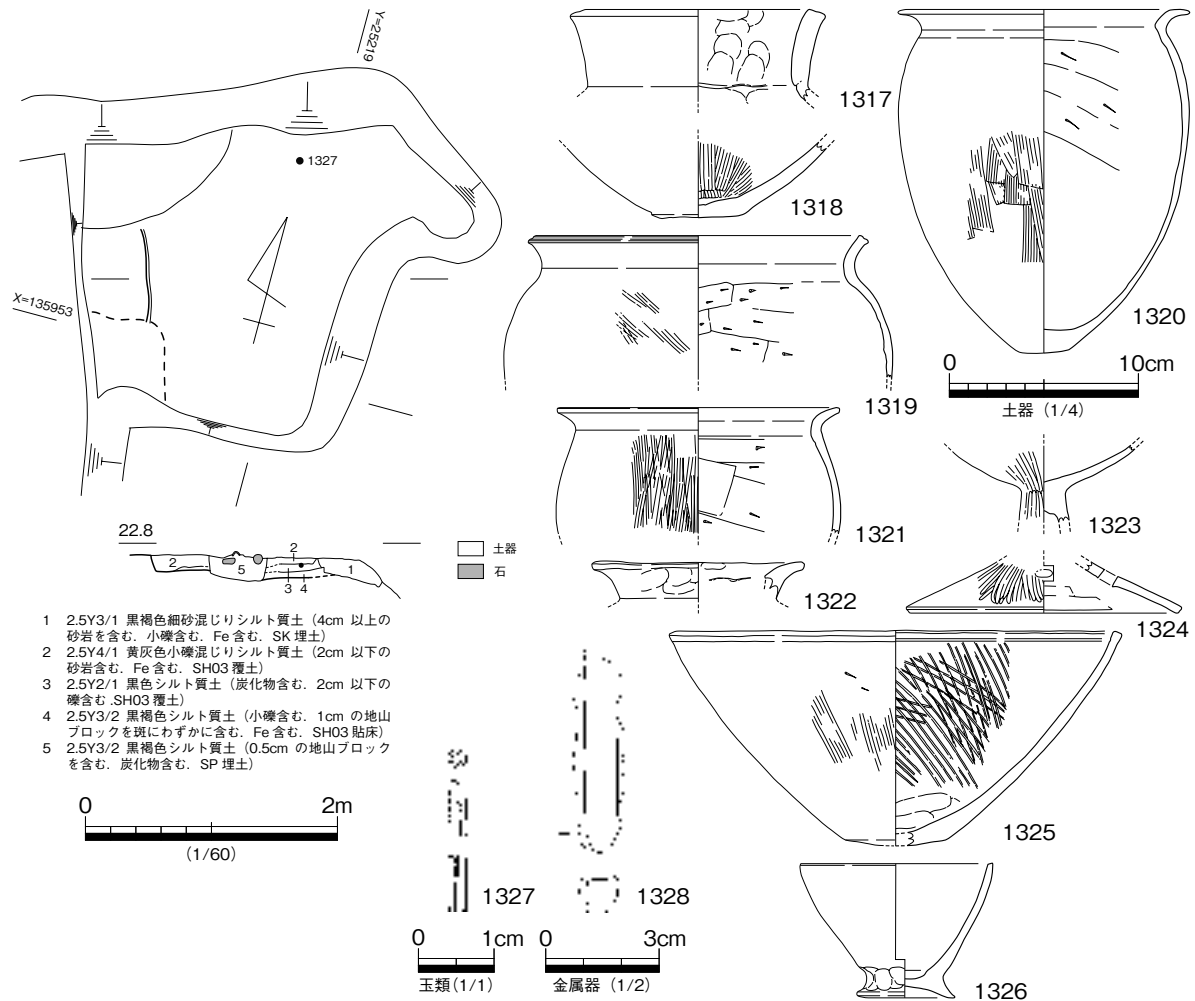 Y=25219
1327
X=135953
22.8
2
2
5
3
4
1
土器
石
1 2.5Y3/1 黒褐色細砂混じりシルト質土（4cm 以上の
砂岩を含む．小礫含む．Fe 含む．SK 埋土）
2 2.5Y4/1 黄灰色小礫混じりシルト質土（2cm 以下の
砂岩含む．Fe 含む．SH03 覆土）
3 2.5Y2/1 黒色シルト質土（炭化物含む．2cm 以下の
礫含む .SH03 覆土）
4 2.5Y3/2 黒褐色シルト質土（小礫含む．1cm の地山
ブロックを斑にわずかに含む．Fe 含む．SH03 貼床）
5 2.5Y3/2 黒褐色シルト質土（0.5cm の地山ブロック
を含む．炭化物含む．SP 埋土）
0 2m
(1/60)
1317
1318
1319
1320
0 10cm
土器（1/4）
1321
1322
1323
1324
1325
1326
1327
0 1cm
玉類(1/1)
1328
0 3cm
金属器（1/2）